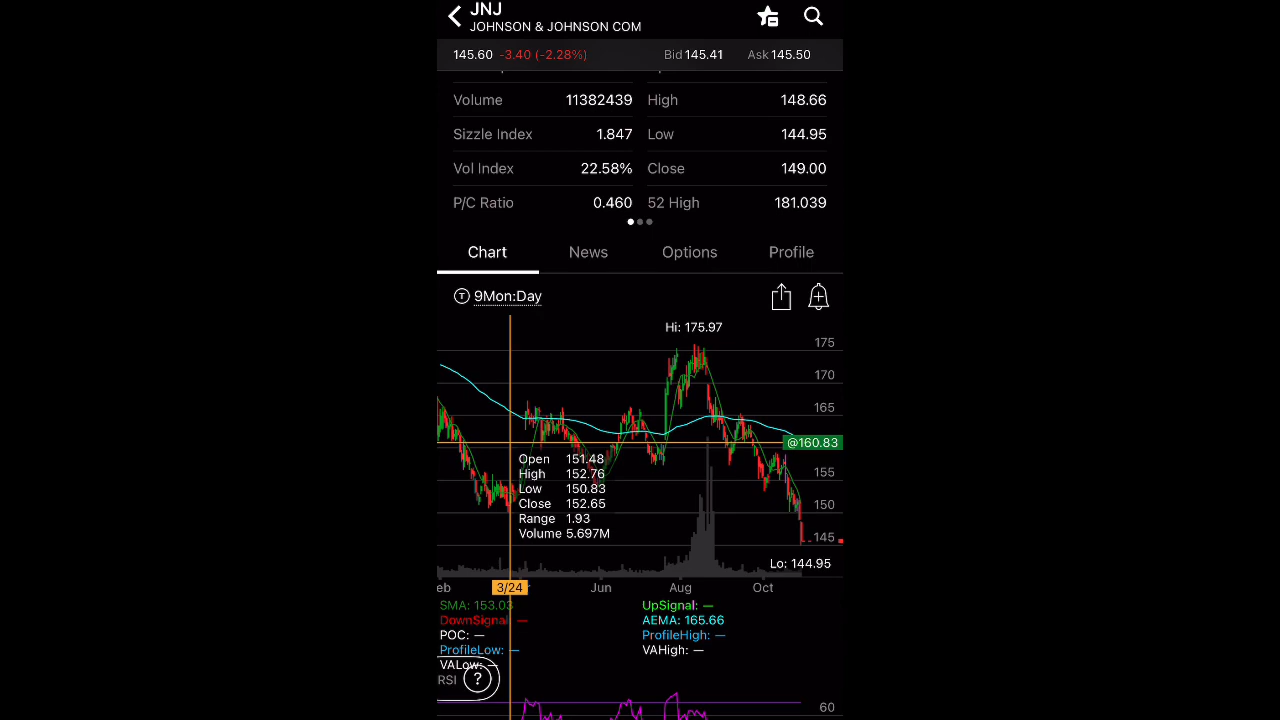 JNJ
JOHNSON & JOHNSON COM
145.60 -3.40 (-2.28%) Bid 145.41 Ask 145.50
Volume 11382439 High 148.66
Sizzle Index 1.847 Low 144.95
Vol Index 22.58% Close 149.00
P/C Ratio 0.460 52 High 181.039
Chart News Options Profile
T 9Mon:Day
Hi: 175.97
175
170
165
@160.83
Open 151.48
High 152.76
155
Low 150.83
Close 152.65
150
Range 1.93
Volume 5.697M
145
Lo: 144.95
eb 3/24 Jun Aug Oct
SMA: 153.03 UpSignal: —
DownSignal: — AEMA: 165.66
POC: — ProfileHigh: —
ProfileLow: — VAHigh: —
VALow: —
RSI ?
60